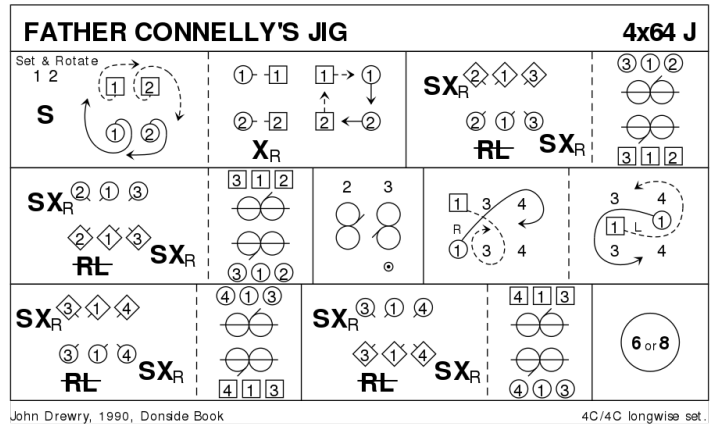 FATHER CONNELLY'S JIG 4x64 J
Set & Rotate
1 2
S
1 2
1 2
1 1
2 2
X R
1 1
2 2
SX R 2 1 3
2 1 3 SX R
RL
3 1 2
3 1 2
SX R 2 1 3
2 1 3 SX R
RL
3 1 2
3 1 2
2 3
1 3 4
R
1 3 4
3 4
1 L 1
3 4
SX R 3 1 4
3 1 4 SX R
RL
4 1 3
4 1 3
SX R 3 1 4
3 1 4 SX R
RL
4 1 3
4 1 3
6 or 8
John Drewry, 1990, Donside Book 4C/4C longwise set.